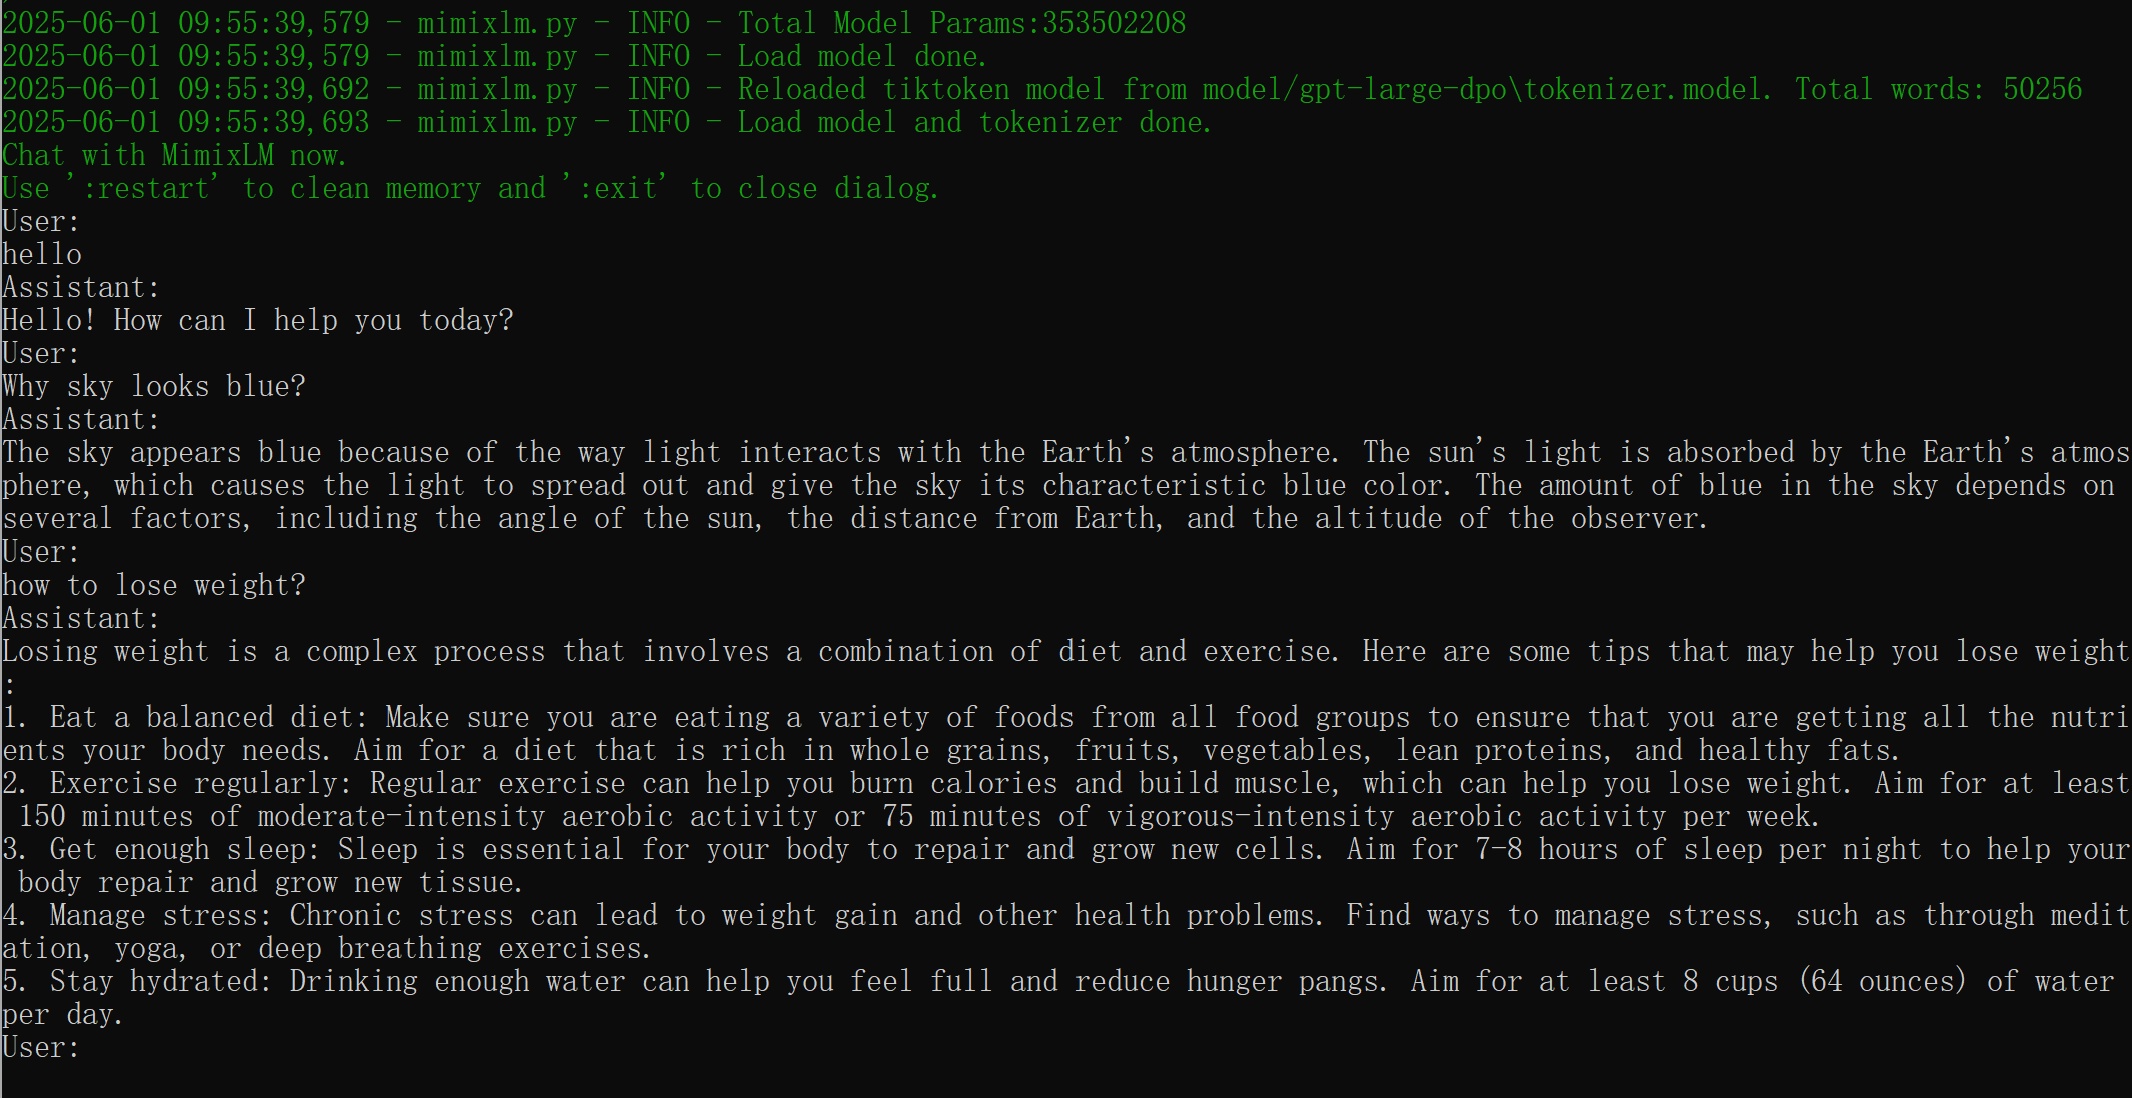 2025-06-01 09:55:39,579 - mimixlm.py - INFO - Total Model Params:353502208
2025-06-01 09:55:39,579 - mimixlm.py - INFO - Load model done.
2025-06-01 09:55:39,692 - mimixlm.py - INFO - Reloaded tiktoken model from model/gpt-large-dpo\tokenizer.model. Total words: 50256
2025-06-01 09:55:39,693 - mimixlm.py - INFO - Load model and tokenizer done.
Chat with MimixLM now.
Use ':restart' to clean memory and ':exit' to close dialog.
User:
hello
Assistant:
Hello! How can I help you today?
User:
Why sky looks blue?
Assistant:
The sky appears blue because of the way light interacts with the Earth's atmosphere. The sun's light is absorbed by the Earth's atmos
phere, which causes the light to spread out and give the sky its characteristic blue color. The amount of blue in the sky depends on
several factors, including the angle of the sun, the distance from Earth, and the altitude of the observer.
User:
how to lose weight?
Assistant:
Losing weight is a complex process that involves a combination of diet and exercise. Here are some tips that may help you lose weight
:
1. Eat a balanced diet: Make sure you are eating a variety of foods from all food groups to ensure that you are getting all the nutri
ents your body needs. Aim for a diet that is rich in whole grains, fruits, vegetables, lean proteins, and healthy fats.
2. Exercise regularly: Regular exercise can help you burn calories and build muscle, which can help you lose weight. Aim for at least
150 minutes of moderate-intensity aerobic activity or 75 minutes of vigorous-intensity aerobic activity per week.
3. Get enough sleep: Sleep is essential for your body to repair and grow new cells. Aim for 7-8 hours of sleep per night to help your
body repair and grow new tissue.
4. Manage stress: Chronic stress can lead to weight gain and other health problems. Find ways to manage stress, such as through medit
ation, yoga, or deep breathing exercises.
5. Stay hydrated: Drinking enough water can help you feel full and reduce hunger pangs. Aim for at least 8 cups (64 ounces) of water
per day.
User: